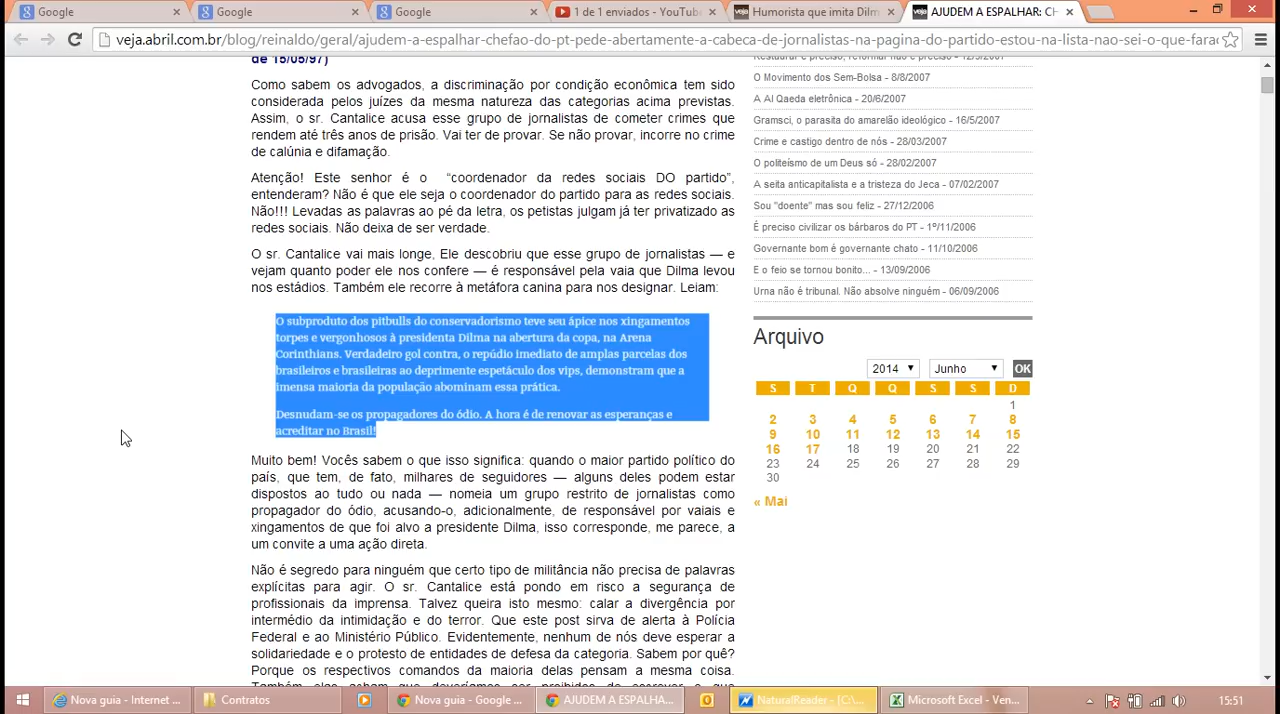 Google
Google
Google
1 de 1 enviados - YouTube
Humorista que imita Dilm
AJUDEM A ESPALHAR: CH
veja.abril.com.br/blog/reinaldo/geral/ajudem-a-espalhar-chefao-do-pt-pede-abertamente-a-cabeca-de-jornalistas-na-pagina-do-partido-estou-na-lista-nao-sei-o-que-farao
de 15/05/97)
Como sabem os advogados, a discriminação por condição econômica tem sido
considerada pelos juízes da mesma natureza das categorias acima previstas.
Assim, o sr. Cantalice acusa esse grupo de jornalistas de cometer crimes que
rendem até três anos de prisão. Vai ter de provar. Se não provar, incorre no crime
de calúnia e difamação.
Atenção! Este senhor é o “coordenador da redes sociais DO partido”,
entenderam? Não é que ele seja o coordenador do partido para as redes sociais.
Não!!! Levadas as palavras ao pé da letra, os petistas julgam já ter privatizado as
redes sociais. Não deixa de ser verdade.
O sr. Cantalice vai mais longe, Ele descobriu que esse grupo de jornalistas — e
vejam quanto poder ele nos confere — é responsável pela vaia que Dilma levou
nos estádios. Também ele recorre à metáfora canina para nos designar. Leiam:
O subproduto dos pitbulls do conservadorismo teve seu ápice nos xingamentos
torpes e vergonhosos à presidenta Dilma na abertura da copa, na Arena
Corinthians. Verdadeiro gol contra, o repúdio imediato de amplas parcelas dos
brasileiros e brasileiras ao deprimente espetáculo dos vips, demonstram que a
imensa maioria da população abominam essa prática.
Desnudam-se os propagadores do ódio. A hora é de renovar as esperanças e
acreditar no Brasil!
Muito bem! Vocês sabem o que isso significa: quando o maior partido político do
país, que tem, de fato, milhares de seguidores — alguns deles podem estar
dispostos ao tudo ou nada — nomeia um grupo restrito de jornalistas como
propagador do ódio, acusando-o, adicionalmente, de responsável por vaiais e
xingamentos de que foi alvo a presidente Dilma, isso corresponde, me parece, a
um convite a uma ação direta.
Não é segredo para ninguém que certo tipo de militância não precisa de palavras
explícitas para agir. O sr. Cantalice está pondo em risco a segurança de
profissionais da imprensa. Talvez queira isto mesmo: calar a divergência por
intermédio da intimidação e do terror. Que este post sirva de alerta à Polícia
Federal e ao Ministério Público. Evidentemente, nenhum de nós deve esperar a
solidariedade e o protesto de entidades de defesa da categoria. Sabem por quê?
Porque os respectivos comandos da maioria delas pensam a mesma coisa.
Restaurar é preciso, reformar não é preciso - 12/9/2007
O Movimento dos Sem-Bolsa - 8/8/2007
A Al Qaeda eletrônica - 20/6/2007
Gramsci, o parasita do amarelão ideológico - 16/5/2007
Crime e castigo dentro de nós - 28/03/2007
O politeísmo de um Deus só - 28/02/2007
A seita anticapitalista e a tristeza do Jeca - 07/02/2007
Sou "doente" mas sou feliz - 27/12/2006
É preciso civilizar os bárbaros do PT - 1º/11/2006
Governante bom é governante chato - 11/10/2006
E o feio se tornou bonito... - 13/09/2006
Urna não é tribunal. Não absolve ninguém - 06/09/2006
Arquivo
2014 Junho OK
S T Q Q S S D
1
2 3 4 5 6 7 8
9 10 11 12 13 14 15
16 17 18 19 20 21 22
23 24 25 26 27 28 29
30
« Mai
Nova guia - Internet ...
Contratos
Nova guia - Google ...
AJUDEM A ESPALHA...
NaturalReader - [C:\...
Microsoft Excel - Ven...
15:51